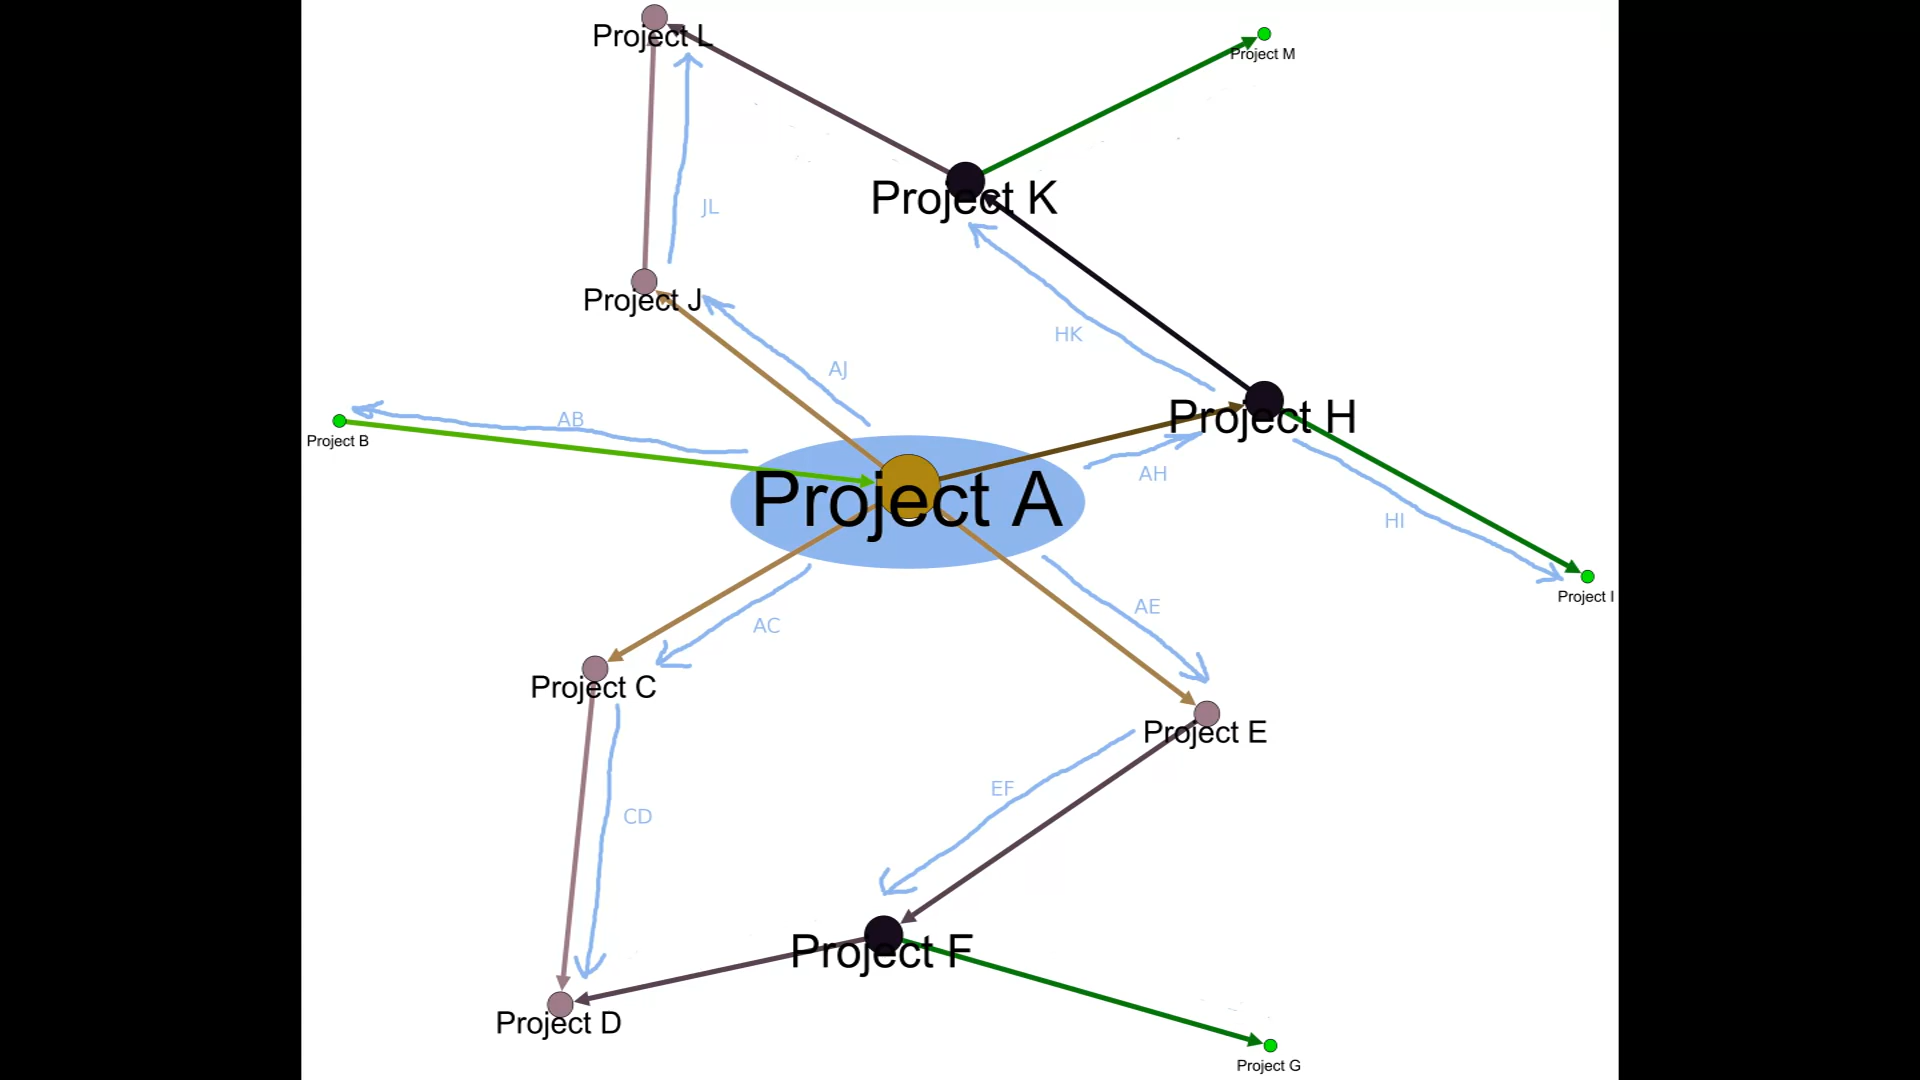 Project L
Project M
Project K
JL
Project J
HK
AJ
Project H
AB
Project B
AH
Project A
HI
Project I
AE
AC
Project C
Project E
EF
CD
Project F
Project D
Project G